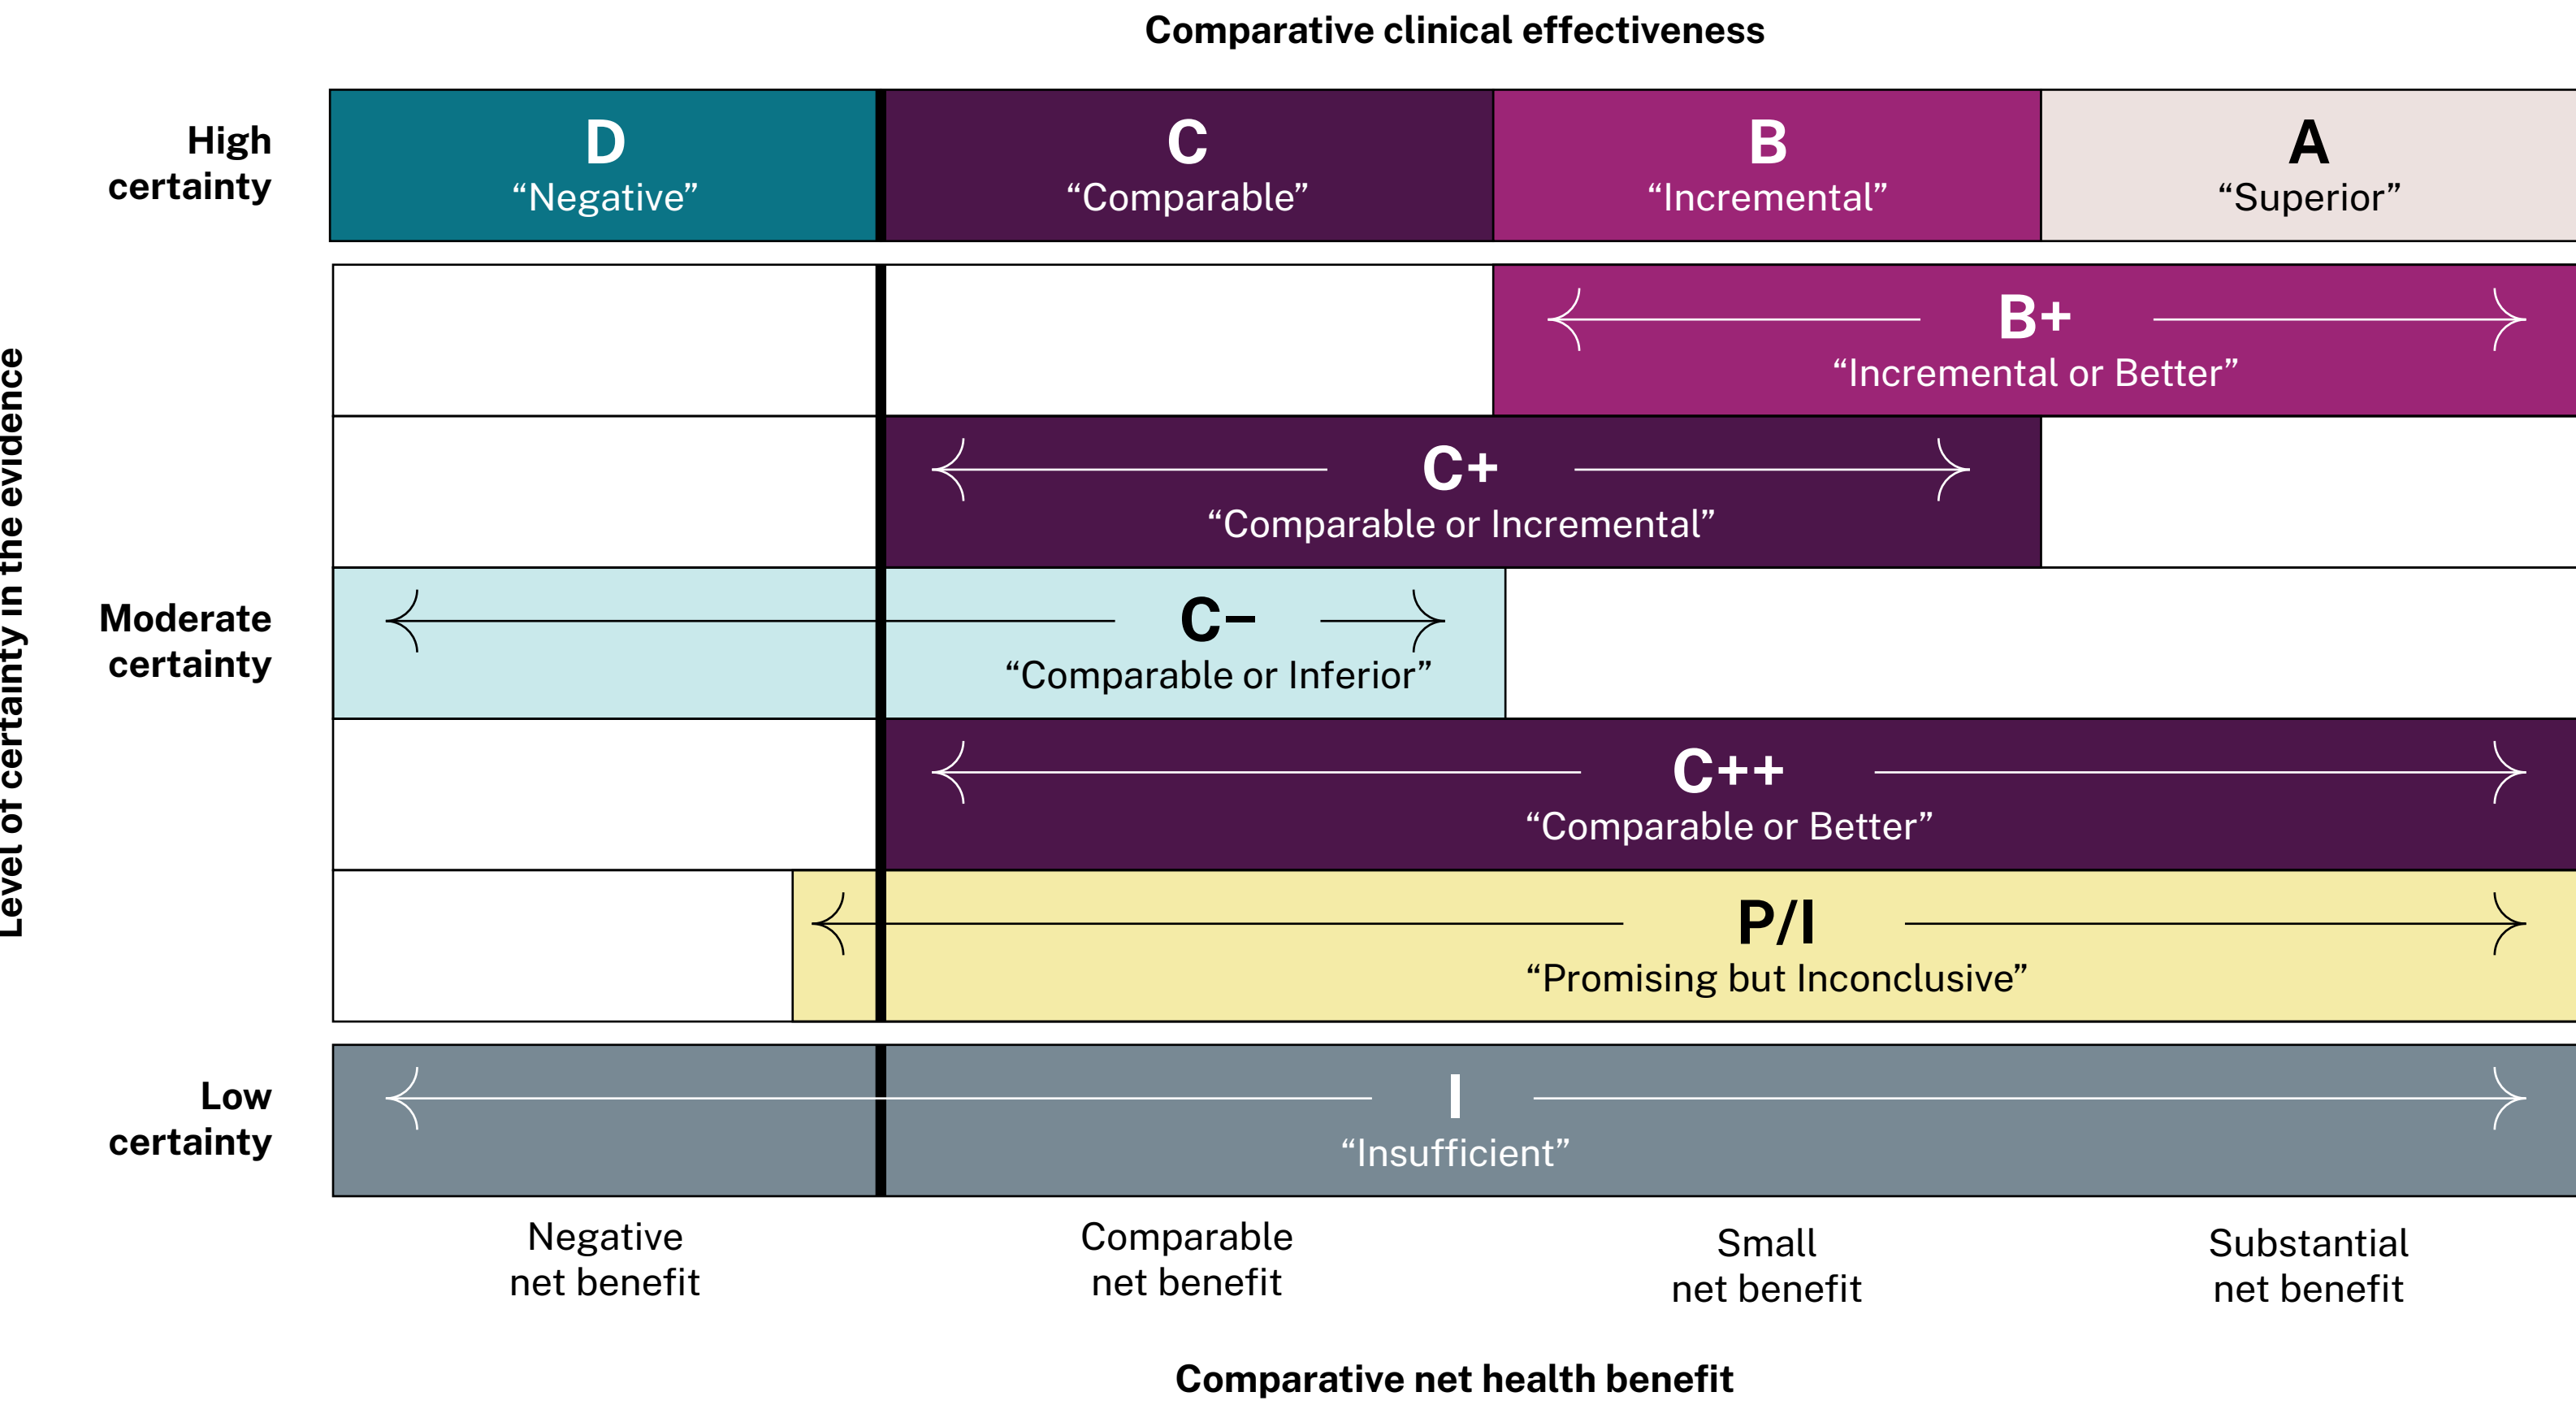 Comparative clinical effectiveness
High
certainty
D
“Negative”
C
“Comparable”
B
“Incremental”
A
“Superior”
Level of certainty in the evidence
Moderate
certainty
B+
“Incremental or Better”
C+
“Comparable or Incremental”
C–
“Comparable or Inferior”
C++
“Comparable or Better”
P/I
“Promising but Inconclusive”
Low
certainty
I
“Insufficient”
Negative
net benefit
Comparable
net benefit
Small
net benefit
Substantial
net benefit
Comparative net health benefit